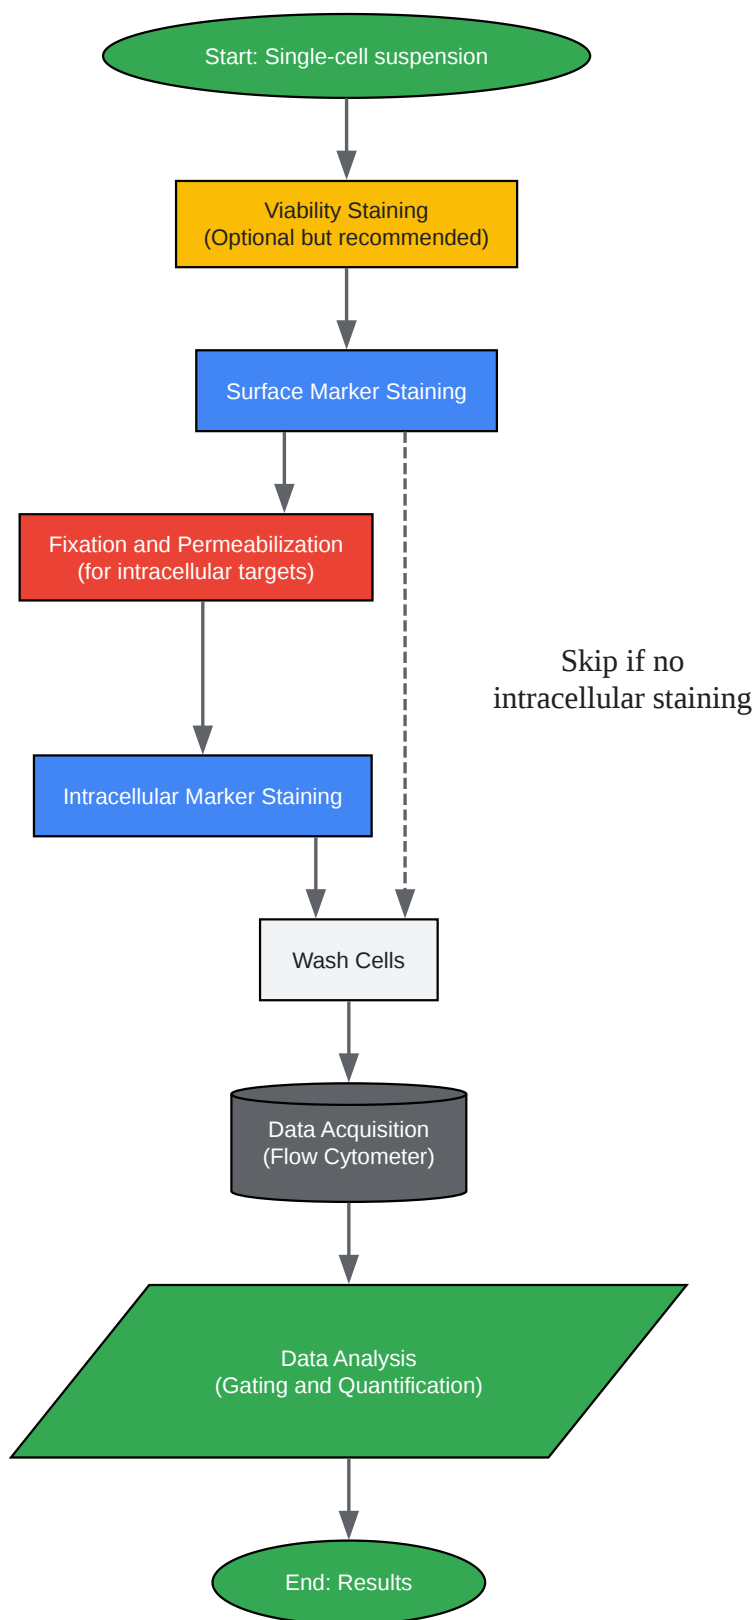 Start: Single-cell suspension
Viability Staining
(Optional but recommended)
Surface Marker Staining
Fixation and Permeabilization
(for intracellular targets)
Skip if no
intracellular staining
Intracellular Marker Staining
Wash Cells
Data Acquisition
(Flow Cytometer)
Data Analysis
(Gating and Quantification)
End: Results